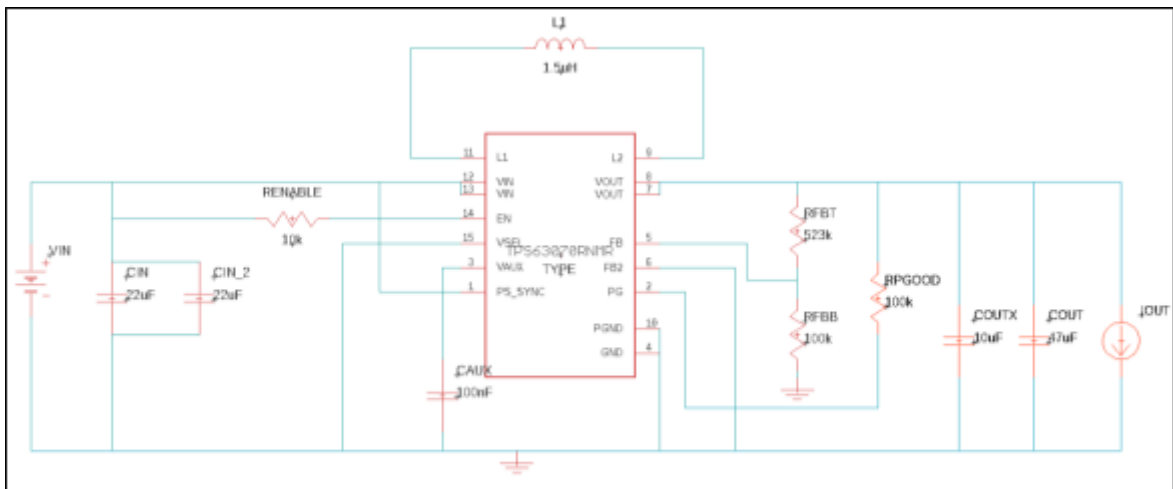 L1
1.5µH
11 L1 L2 9
12 VIN VOUT 8
13 VIN VOUT 7
RENABLE
10k
14 EN
15 VSEL FB 5
TPS63070RNMR
3 VAUX FB2 6
TYPE
1 PS_SYNC PG 2
PGND 10
GND 4
VIN
+
-
CIN
22uF
CIN_2
22uF
CAUX
100nF
RFBT
523k
RFBB
100k
RPGOOD
100k
COUTX
10uF
COUT
47uF
IOUT